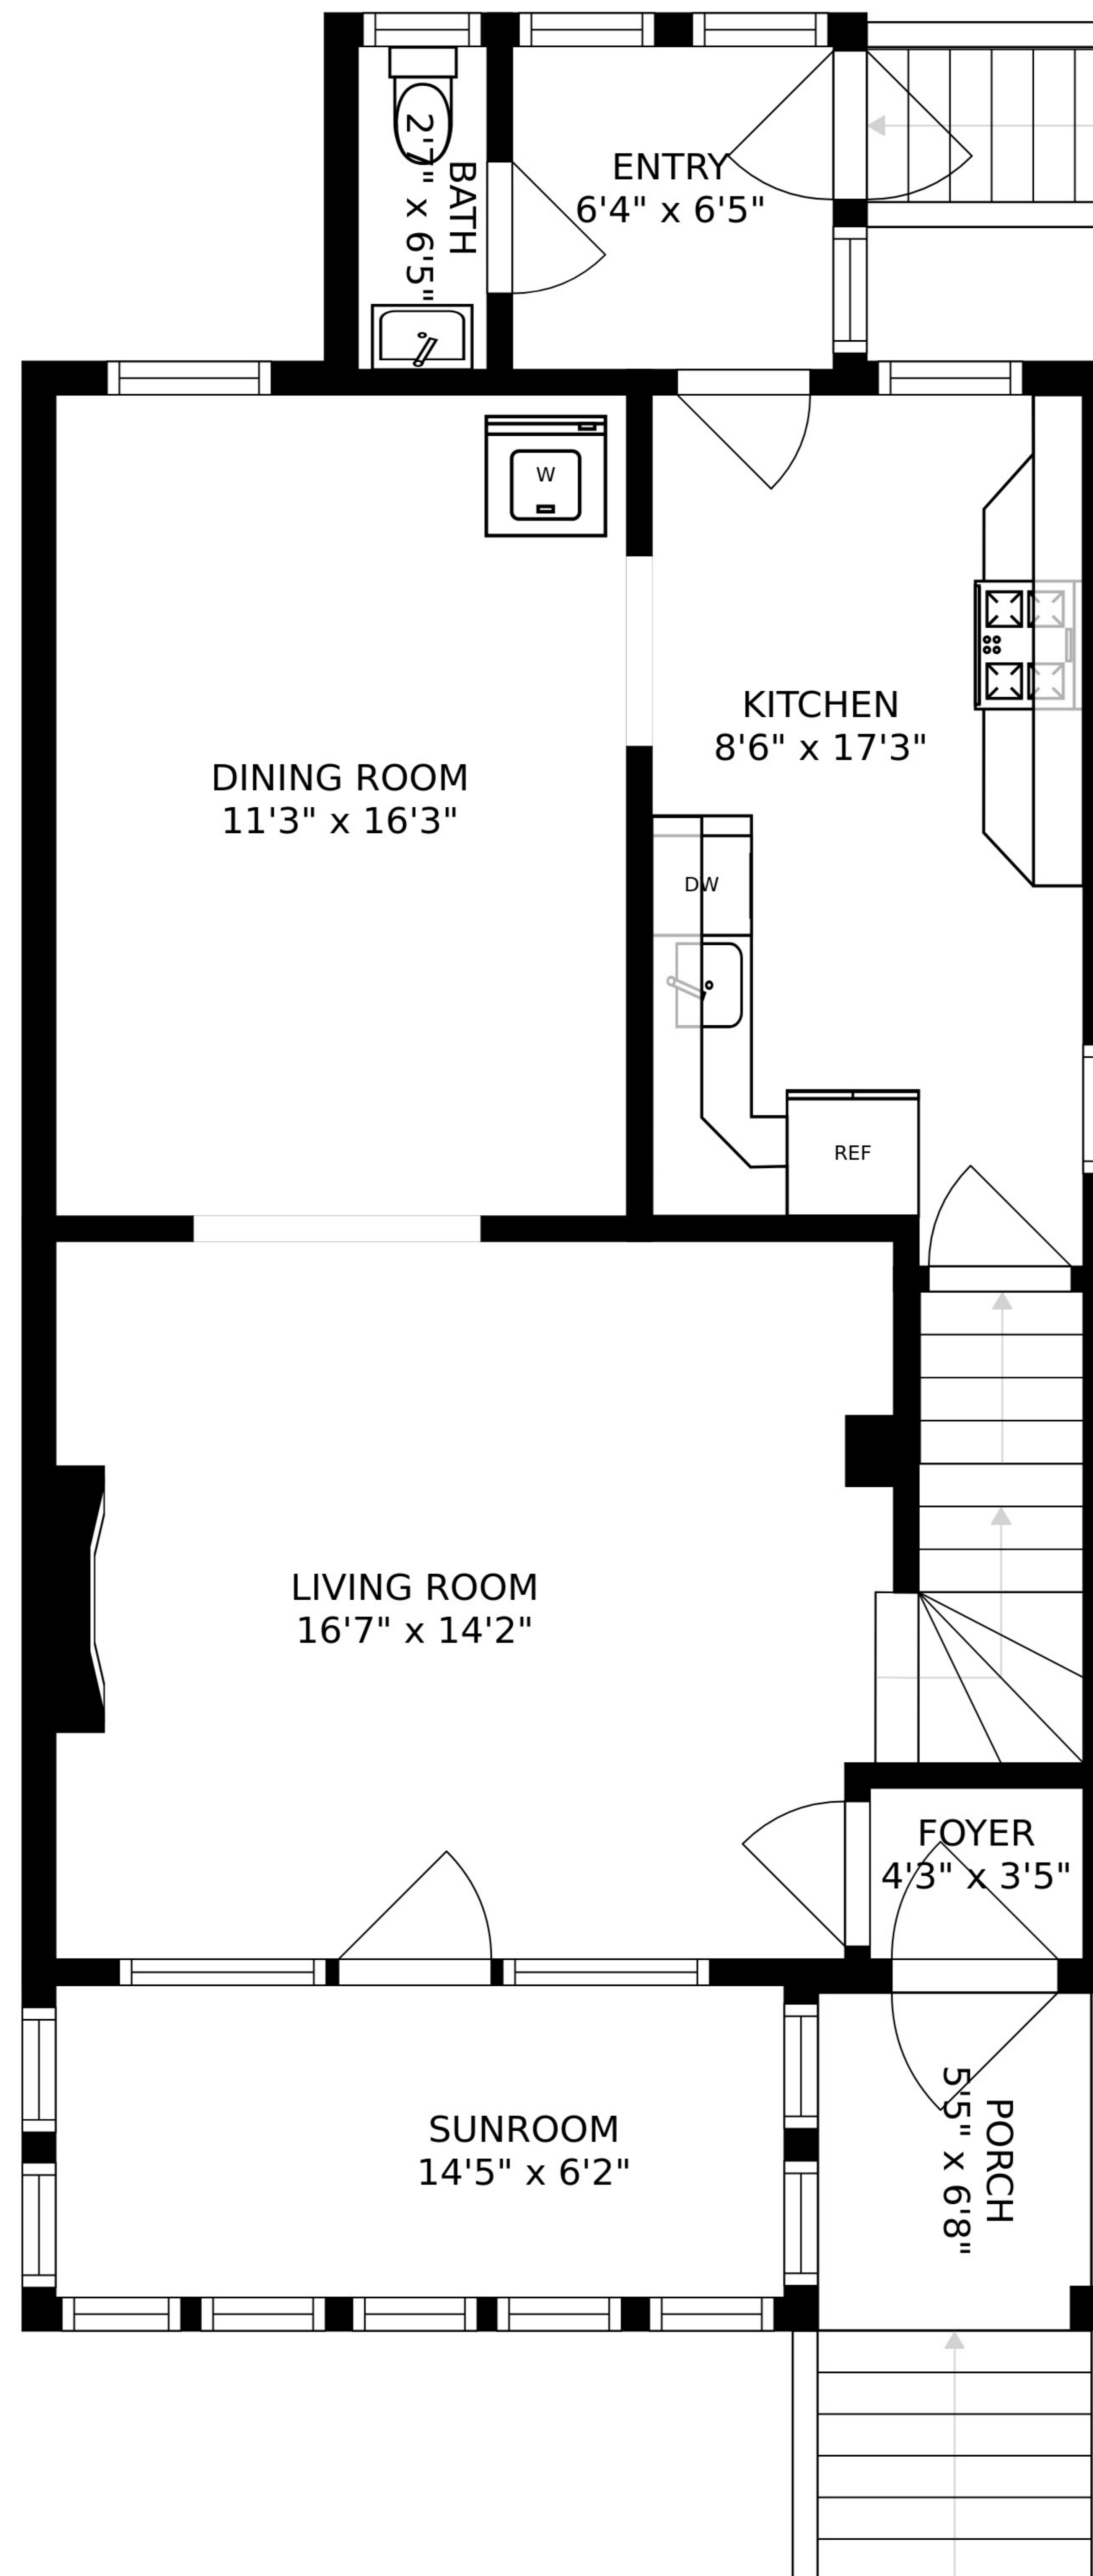 BATH
2'7" x 6'5"
ENTRY
6'4" x 6'5"
W
KITCHEN
8'6" x 17'3"
DINING ROOM
11'3" x 16'3"
DW
REF
LIVING ROOM
16'7" x 14'2"
FOYER
4'3" x 3'5"
SUNROOM
14'5" x 6'2"
PORCH
5'5" x 6'8"